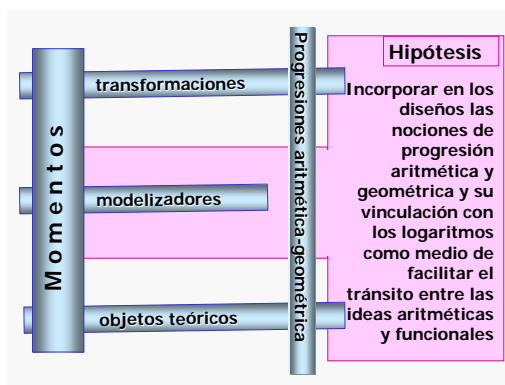 Momentos
transformaciones
modelizadores
objetos teóricos
Progresiones aritmética-geométrica
Hipótesis
Incorporar en los
diseños las
nociones de
progresión
aritmética y
geométrica y su
vinculación con
los logaritmos
como medio de
facilitar el
tránsito entre las
ideas aritméticas
y funcionales